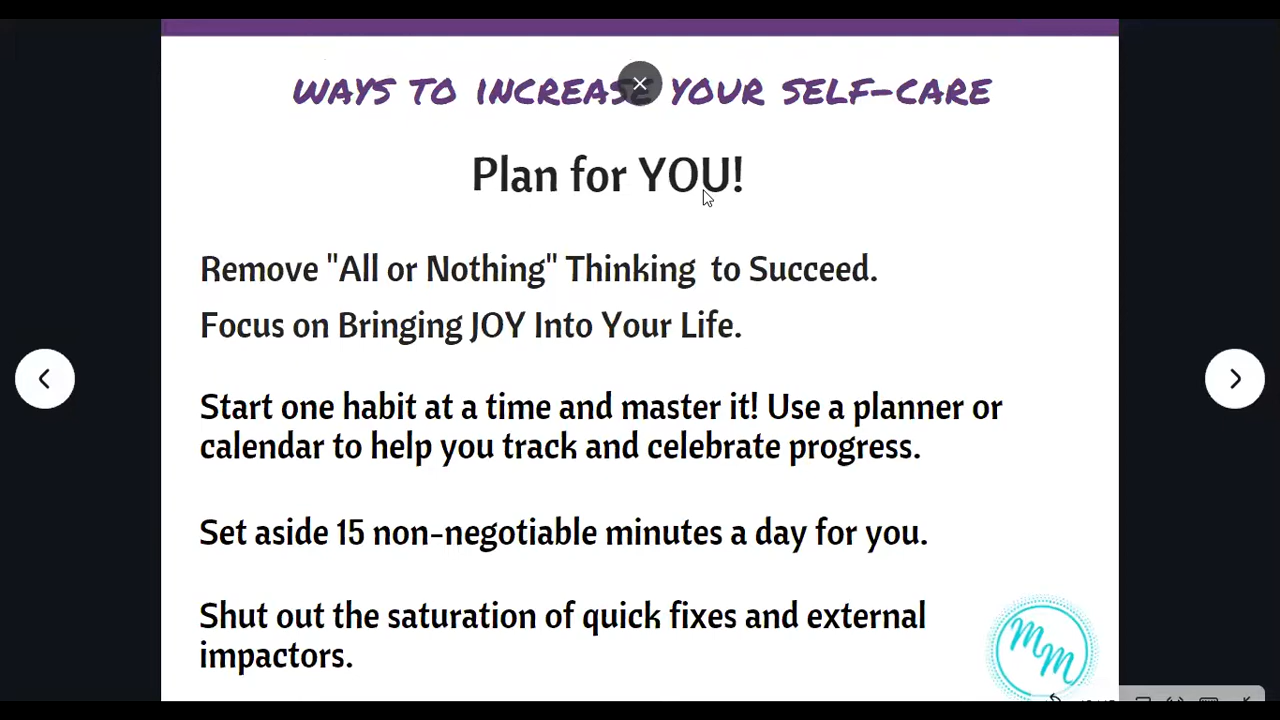 WAYS TO INCREASE YOUR SELF-CARE
Plan for YOU!
Remove "All or Nothing" Thinking to Succeed.
Focus on Bringing JOY Into Your Life.
Start one habit at a time and master it! Use a planner or
calendar to help you track and celebrate progress.
Set aside 15 non-negotiable minutes a day for you.
Shut out the saturation of quick fixes and external
impactors.
MM